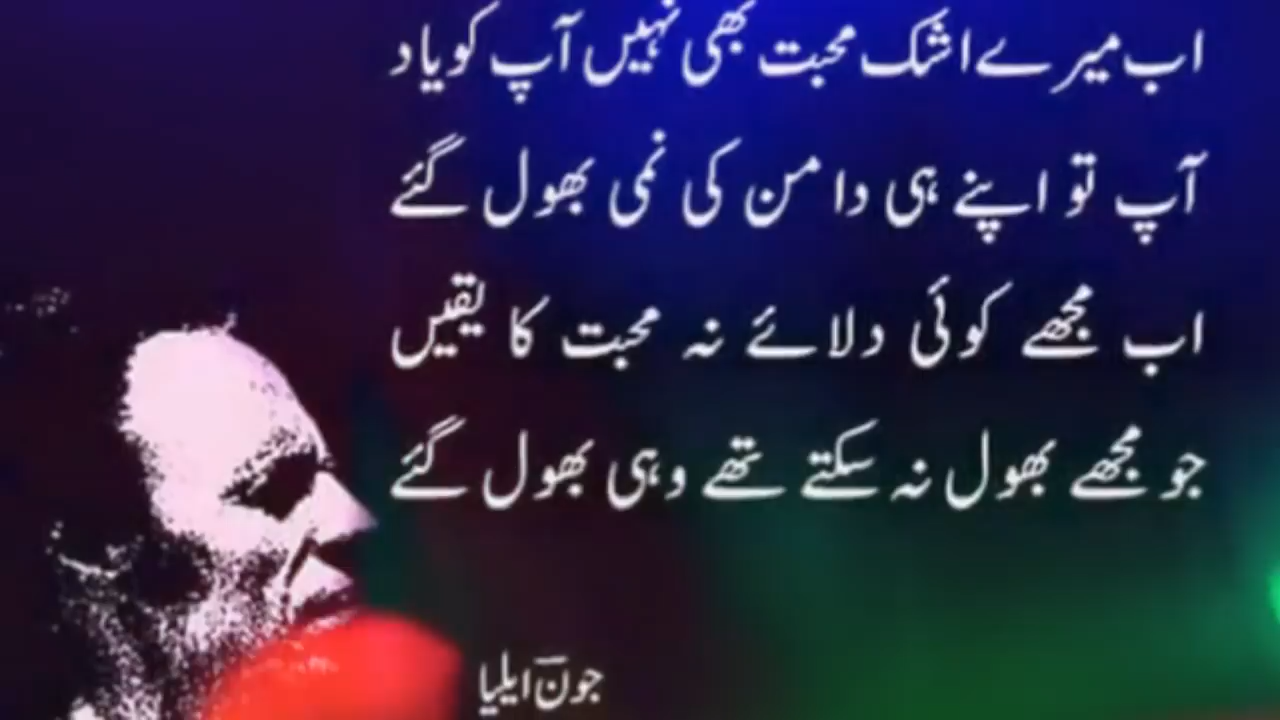 اب میرے اشک محبت بھی نہیں آپ کو یاد
آپ تو اپنے ہی دامن کی نمی بھول گئے
اب مجھے کوئی دلائے نہ محبت کا یقیں
جو مجھے بھول نہ سکتے تھے وہی بھول گئے
جونؔ ایلیا